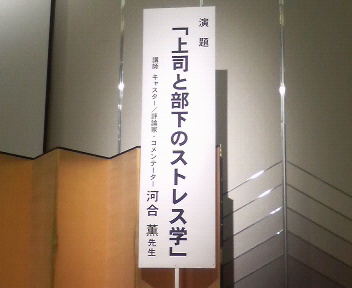 演題
「上司と部下のストレス学」
講師 キャスター/評論家・コメンテーター 河合 薫 先生